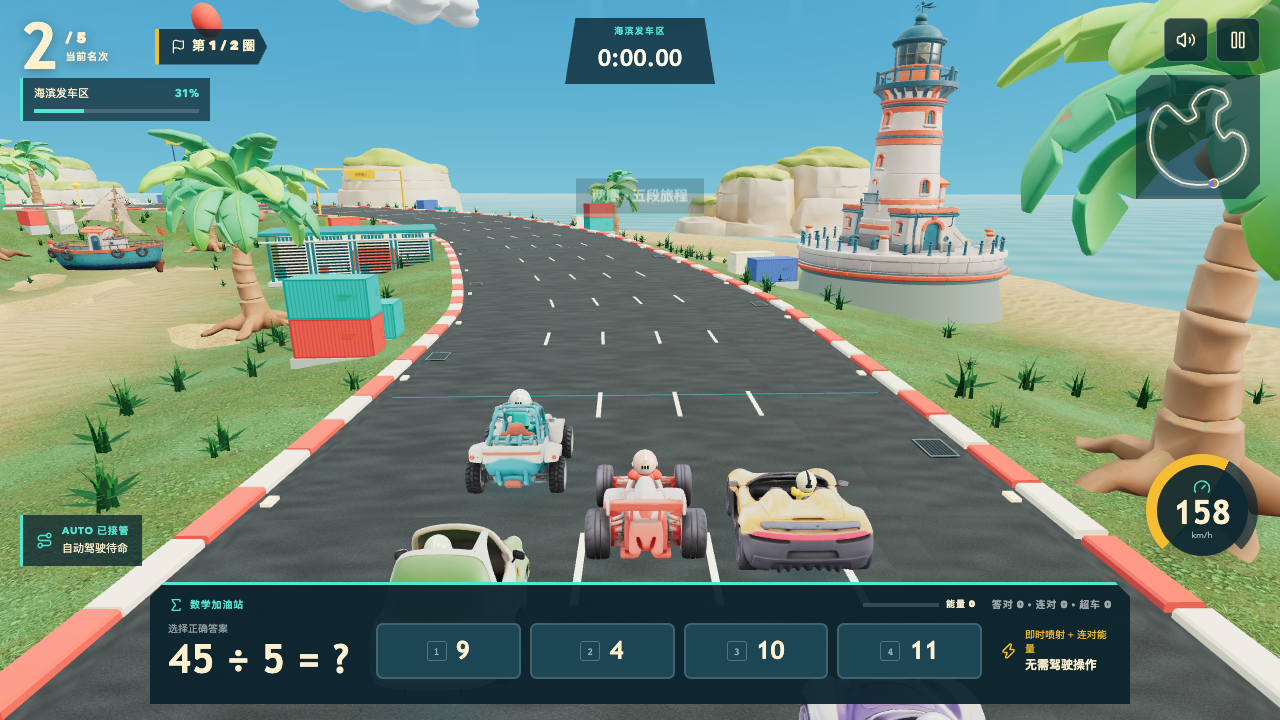 2 / 5
当前名次
第 1 / 2 圈
海滨发车区
0:00.00
海滨发车区 31%
两圈 · 五段旅程
158
km/h
AUTO 已接管
自动驾驶待命
数学加油站
能量 0 答对 0 • 连对 0 • 超车 0
选择正确答案
45 ÷ 5 = ?
1 9
2 4
3 10
4 11
即时喷射 + 连对能
量
无需驾驶操作